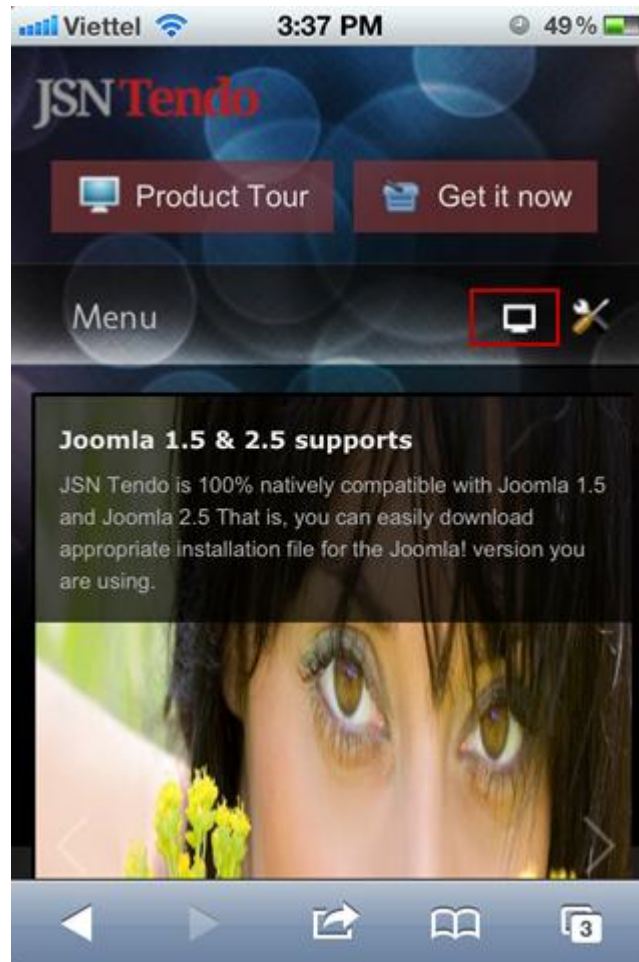 Viettel 3:37 PM 49%
JSN Tendo
Product Tour Get it now
Menu
Joomla 1.5 & 2.5 supports
JSN Tendo is 100% natively compatible with Joomla 1.5
and Joomla 2.5 That is, you can easily download
appropriate installation file for the Joomla! version you
are using.
3